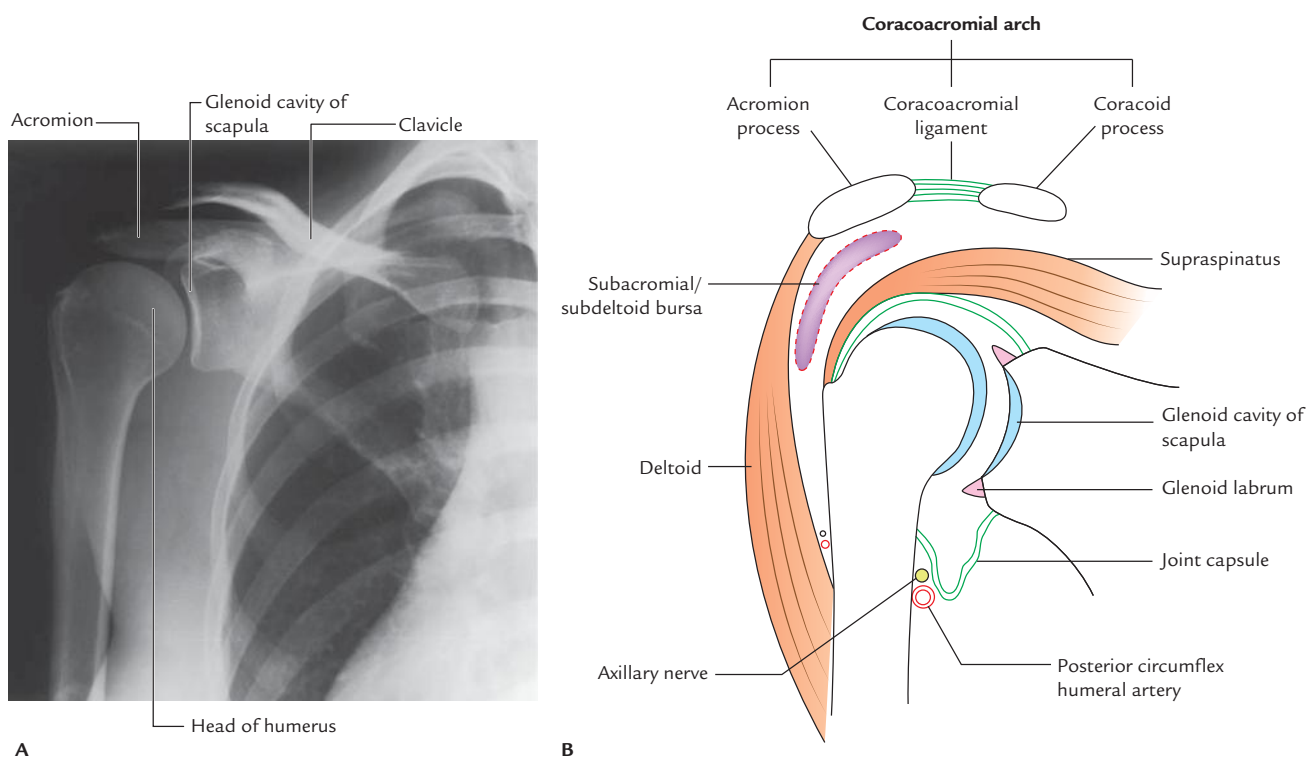 Acromion
Glenoid cavity of
scapula
Clavicle
Head of humerus
A
Coracoacromial arch
Acromion
process
Coracoacromial
ligament
Coracoid
process
Subacromial/
subdeltoid bursa
Supraspinatus
Glenoid cavity of
scapula
Deltoid
Glenoid labrum
Joint capsule
Axillary nerve
Posterior circumflex
humeral artery
B